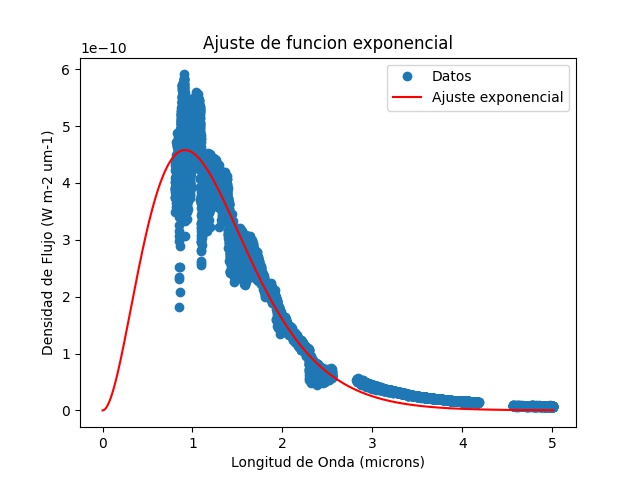 Ajuste de funcion exponencial
1e−10
Datos
Ajuste exponencial
6
5
4
3
2
1
0
Densidad de Flujo (W m-2 um-1)
0 1 2 3 4 5
Longitud de Onda (microns)